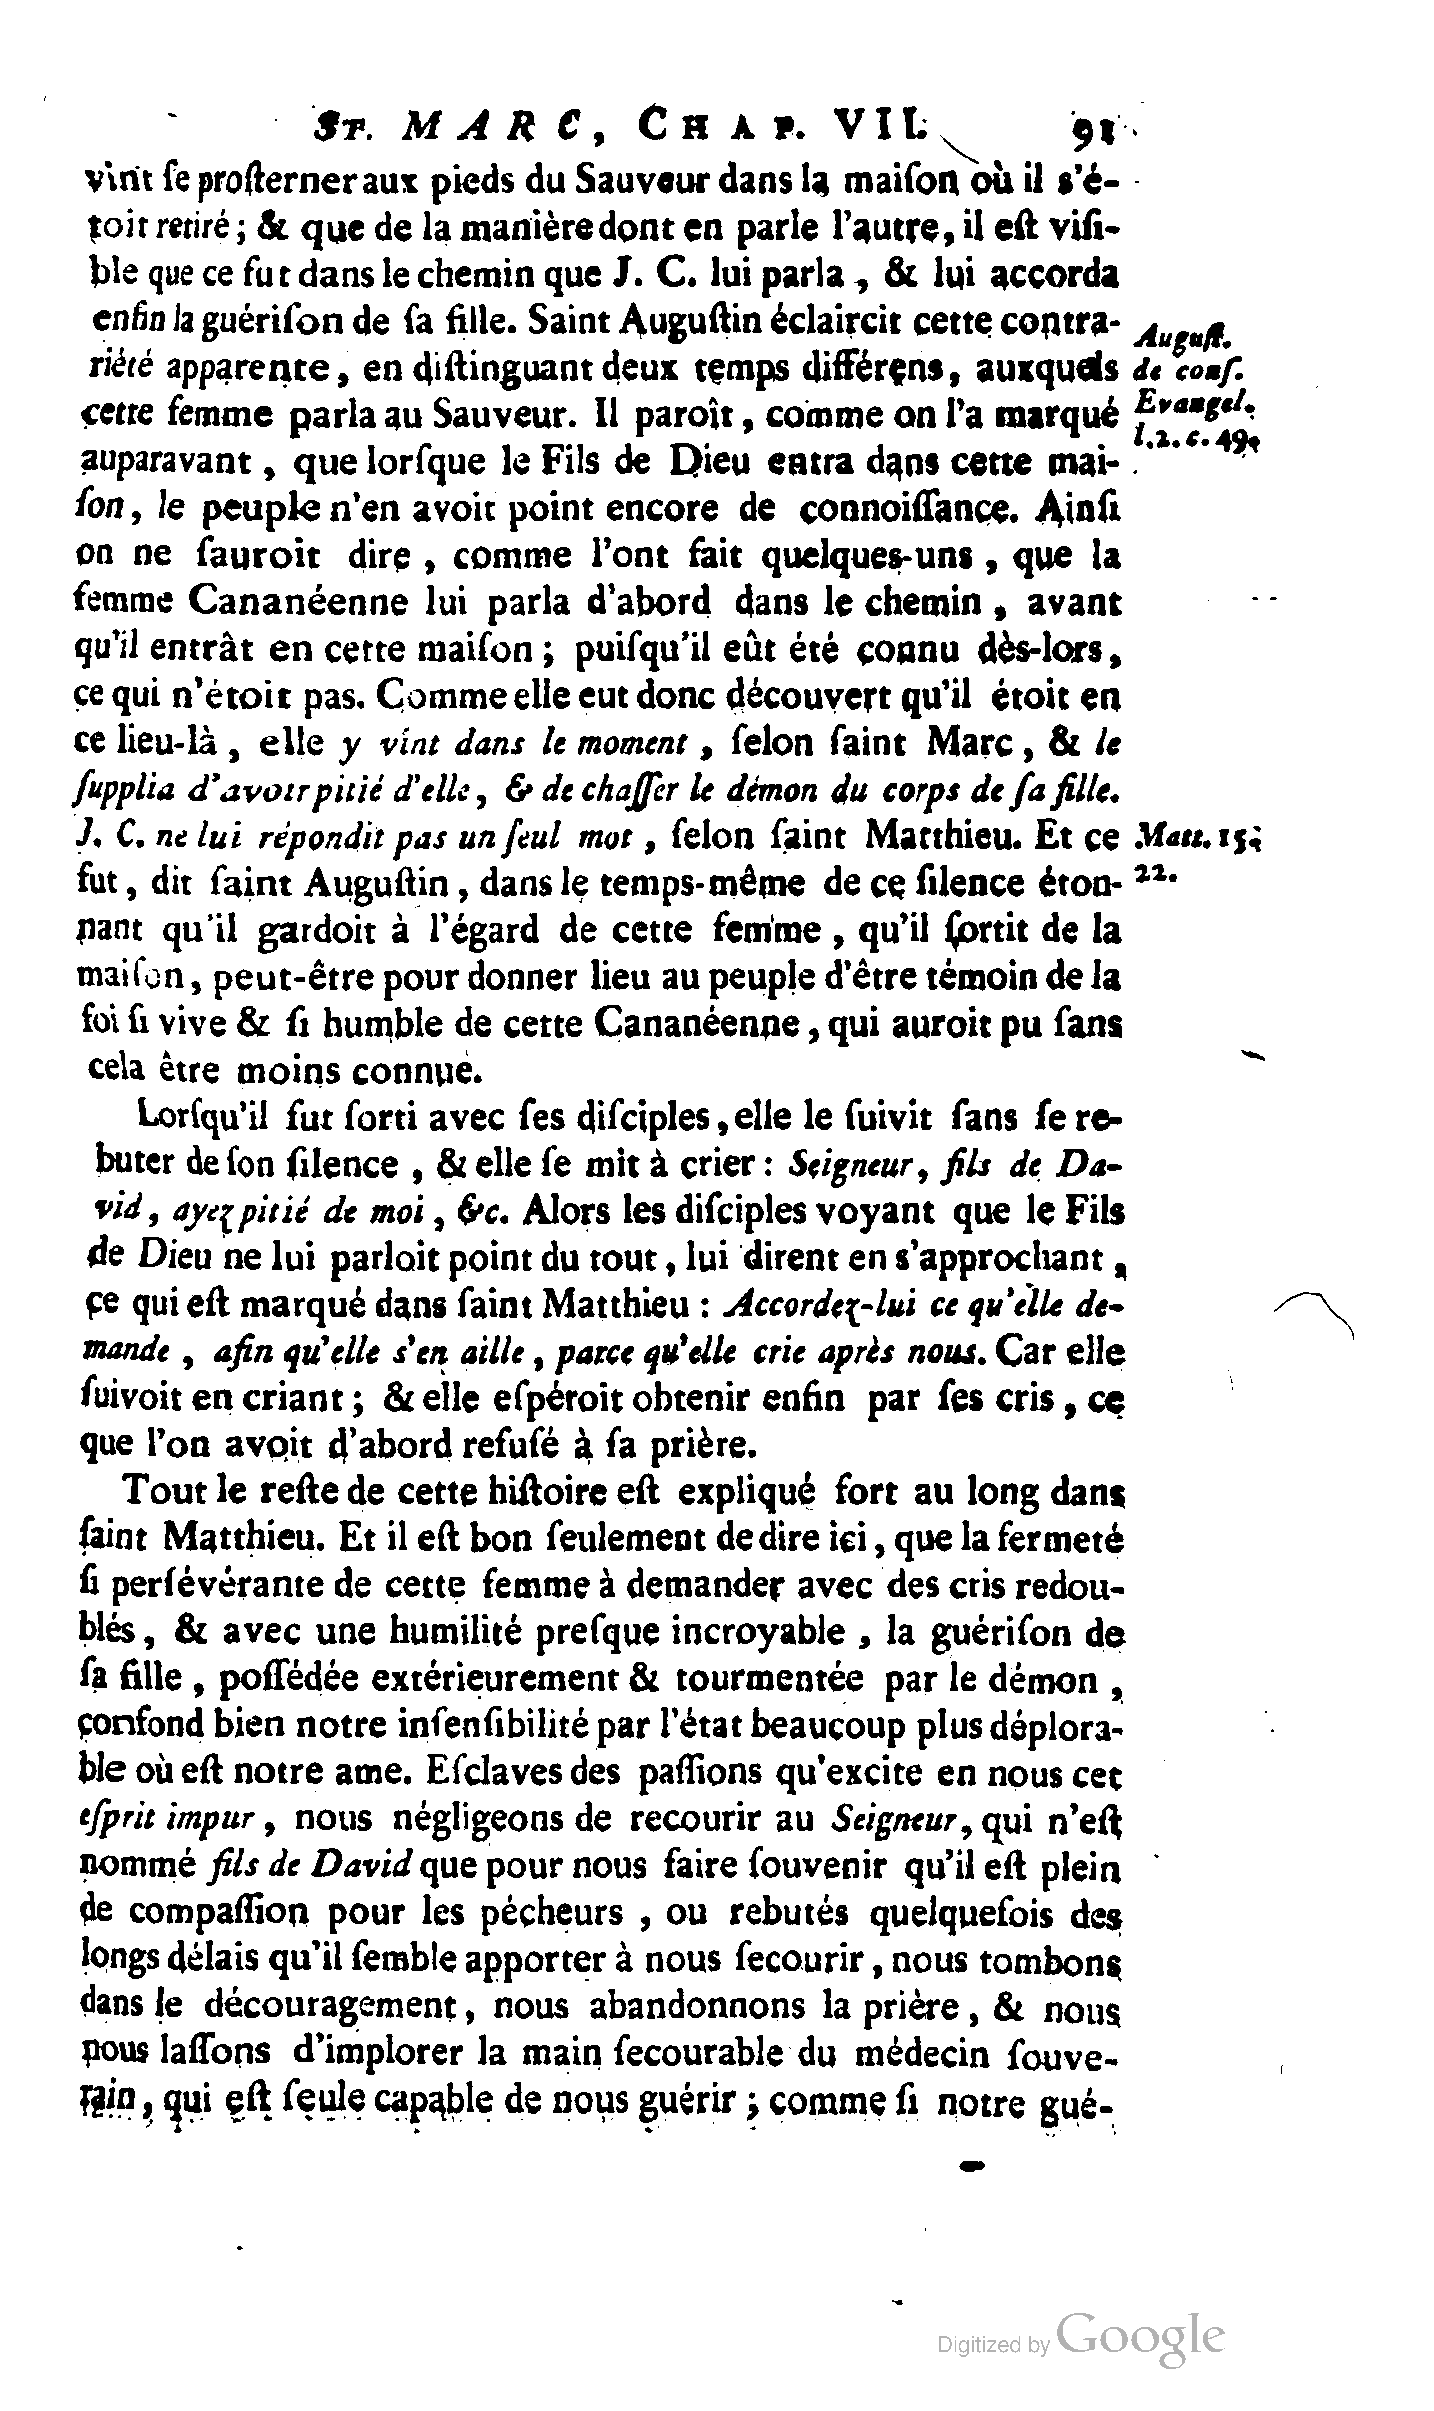 St. MARC, CHAP. VII. 91
vint ſe proſterner aux pieds du Sauveur dans la maiſon où il s'é-
toit retiré ; & que de la manière dont en parle l'autre, il eſt viſi-
ble que ce fut dans le chemin que J. C. lui parla , & lui accorda
enfin la guériſon de ſa fille. Saint Auguſtin éclaircit cette contra-
riété apparente, en diſtinguant deux temps différens, auxquels
cette femme parla au Sauveur. Il paroît, comme on l'a marqué
auparavant , que lorſque le Fils de Dieu entra dans cette mai-
ſon, le peuple n'en avoit point encore de connoiſſance. Ainſi
on ne ſauroit dire , comme l'ont fait quelques-uns , que la
femme Cananéenne lui parla d'abord dans le chemin , avant
qu'il entrât en cette maiſon ; puiſqu'il eût été connu dès-lors,
ce qui n'étoit pas. Comme elle eut donc découvert qu'il étoit en
ce lieu-là , elle y vint dans le moment , ſelon ſaint Marc , & le
ſupplia d'avoir pitié d'elle, & de chaſſer le démon du corps de ſa fille.
J. C. ne lui répondit pas un ſeul mot , ſelon ſaint Matthieu. Et ce
fut, dit ſaint Auguſtin, dans le temps-même de ce ſilence éton-
nant qu'il gardoit à l'égard de cette femme , qu'il ſortit de la
maiſon, peut-être pour donner lieu au peuple d'être témoin de la
foi ſi vive & ſi humble de cette Cananéenne , qui auroit pu ſans
cela être moins connue.
Auguſt.
de conſ.
Evangel.
l. 2. c. 49.
Matt. 15.
22.
Lorſqu'il fut ſorti avec ſes diſciples, elle le ſuivit ſans ſe re-
buter de ſon ſilence , & elle ſe mit à crier : Seigneur, fils de Da-
vid, ayez pitié de moi , &c. Alors les diſciples voyant que le Fils
de Dieu ne lui parloit point du tout, lui dirent en s'approchant ,
ce qui eſt marqué dans ſaint Matthieu : Accordez-lui ce qu'elle de-
mande , afin qu'elle s'en aille, parce qu'elle crie après nous. Car elle
ſuivoit en criant ; & elle eſpéroit obtenir enfin par ſes cris , ce
que l'on avoit d'abord refuſé à ſa prière.
Tout le reſte de cette hiſtoire eſt expliqué fort au long dans
ſaint Matthieu. Et il eſt bon ſeulement de dire ici, que la fermeté
ſi perſévérante de cette femme à demander avec des cris redou-
blés, & avec une humilité preſque incroyable , la guériſon de
ſa fille , poſſédée extérieurement & tourmentée par le démon ,
confond bien notre inſenſibilité par l'état beaucoup plus déplora-
ble où eſt notre ame. Eſclaves des paſſions qu'excite en nous cet
eſprit impur , nous négligeons de recourir au Seigneur, qui n'eſt
nommé fils de David que pour nous faire ſouvenir qu'il eſt plein
de compaſſion pour les pécheurs , ou rebutés quelquefois des
longs délais qu'il ſemble apporter à nous ſecourir, nous tombons
dans le découragement, nous abandonnons la prière, & nous
nous laſſons d'implorer la main ſecourable du médecin ſouve-
rain, qui eſt ſeule capable de nous guérir ; comme ſi notre gué-
Digitized by Google